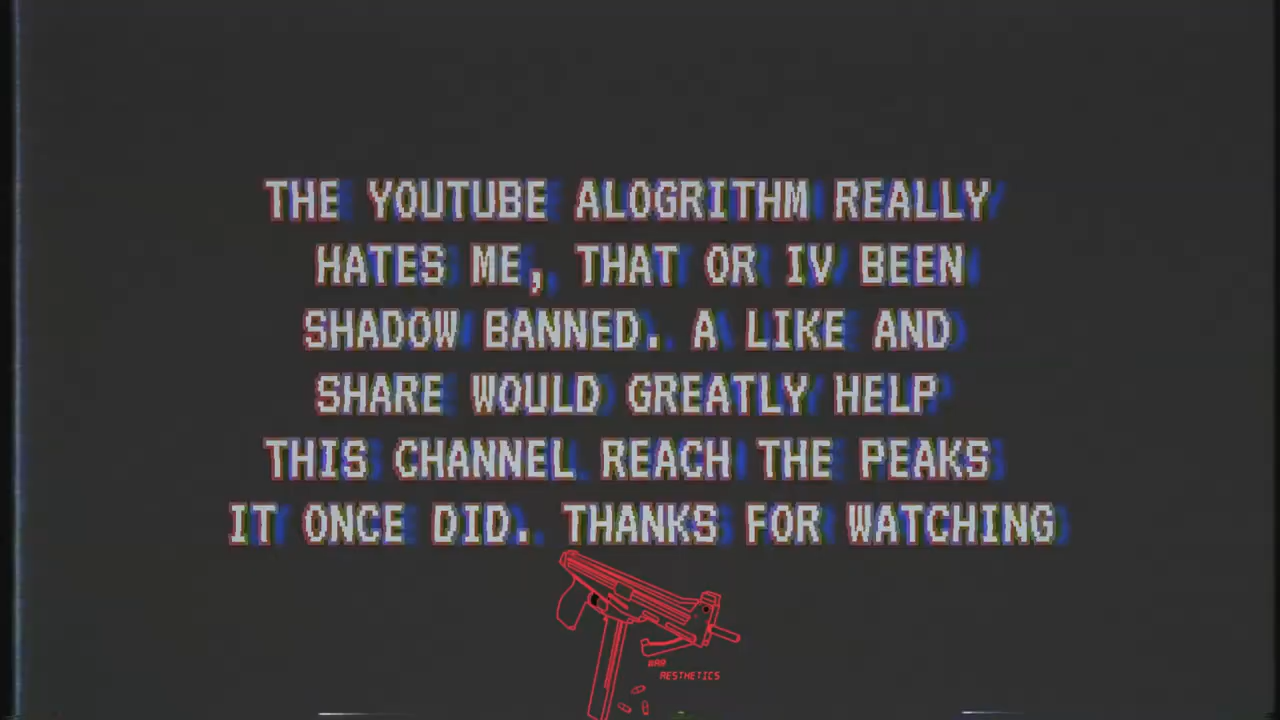 THE YOUTUBE ALOGRITHM REALLY
HATES ME, THAT OR IV BEEN
SHADOW BANNED. A LIKE AND
SHARE WOULD GREATLY HELP
THIS CHANNEL REACH THE PEAKS
IT ONCE DID. THANKS FOR WATCHING
WAR
AESTHETICS